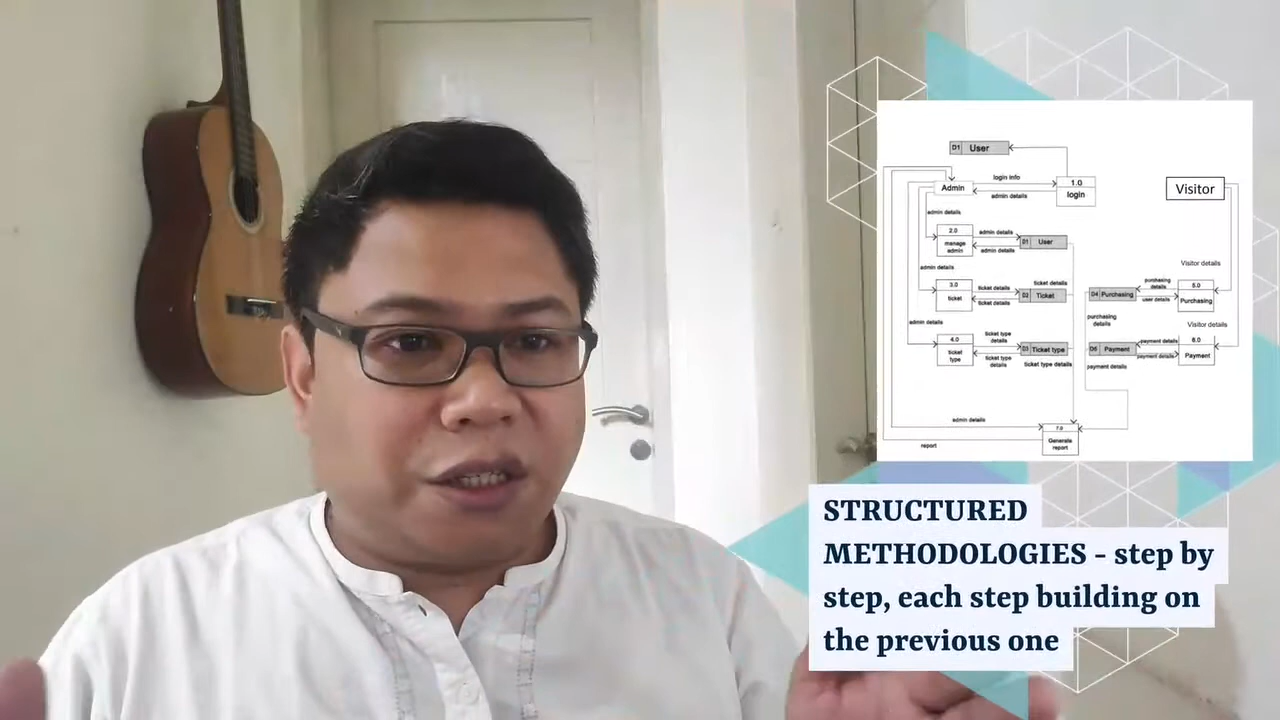 D1 User
login info
Admin
1.0
login
admin details
Visitor
admin details
2.0
manage
admin
admin details
admin details
D1 User
Visitor details
admin details
3.0
ticket
ticket details
ticket details
ticket details
D2 Ticket
D4 Purchasing
purchasing
details
user details
5.0
Purchasing
purchasing
details
Visitor details
admin details
4.0
ticket
type
ticket type
details
ticket type
details
D3 Ticket type
ticket type details
D5 Payment
payment details
payment details
6.0
Payment
payment details
admin details
7.0
Generate
report
report
STRUCTURED
METHODOLOGIES - step by
step, each step building on
the previous one